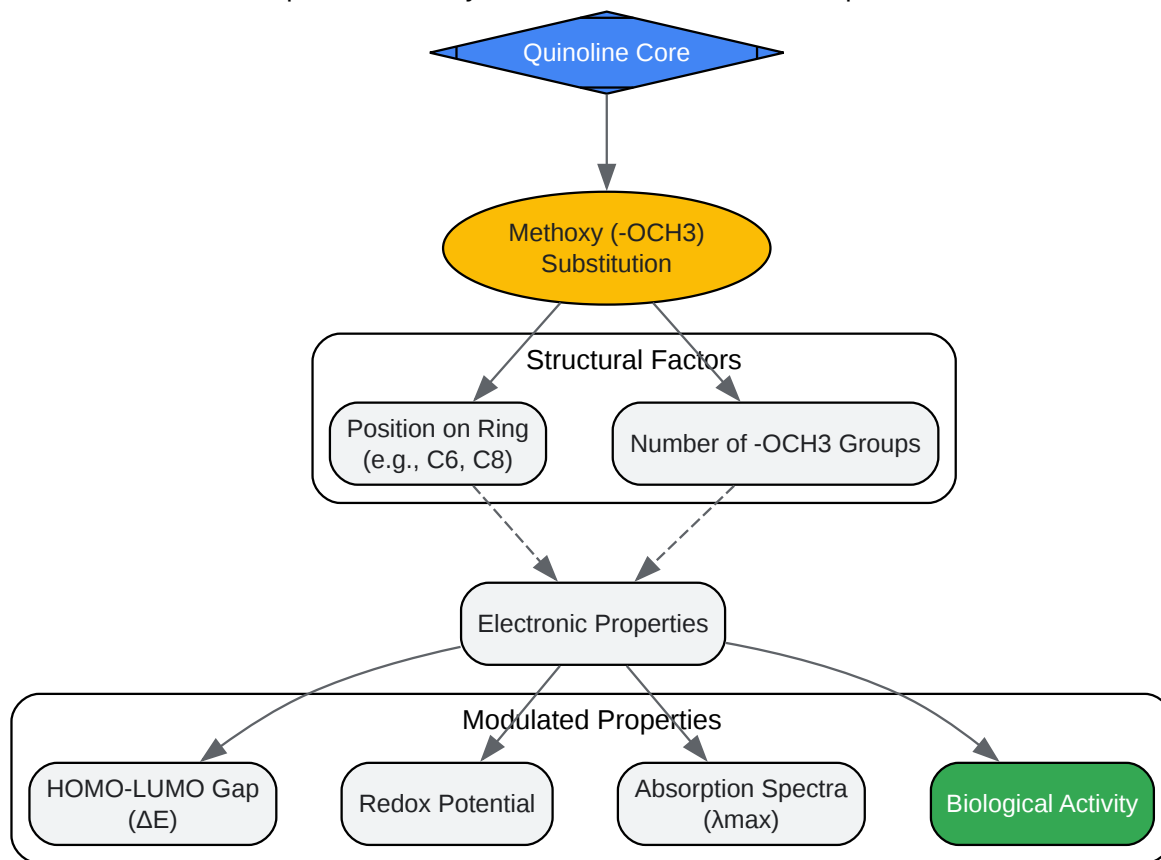 Quinoline Core
Methoxy (-OCH3)
Substitution
Structural Factors
Position on Ring
(e.g., C6, C8)
Number of -OCH3 Groups
Electronic Properties
Modulated Properties
HOMO-LUMO Gap
(ΔE)
Redox Potential
Absorption Spectra
(λmax)
Biological Activity